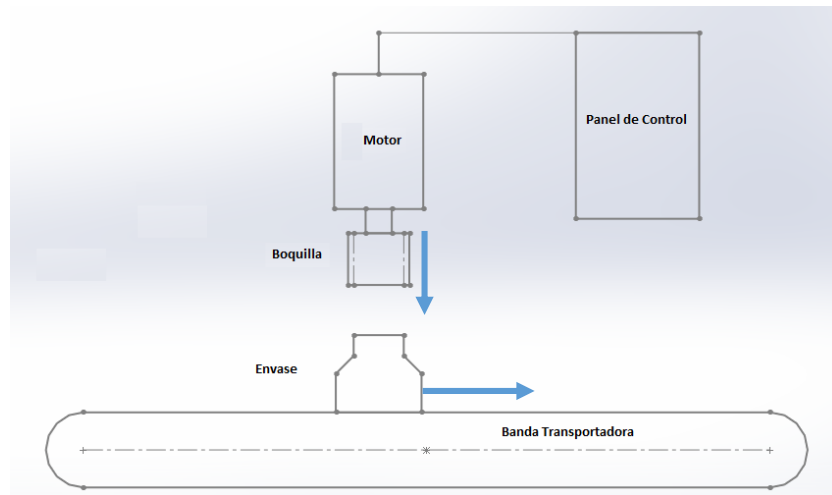 Panel de Control
Motor
Boquilla
Envase
Banda Transportadora